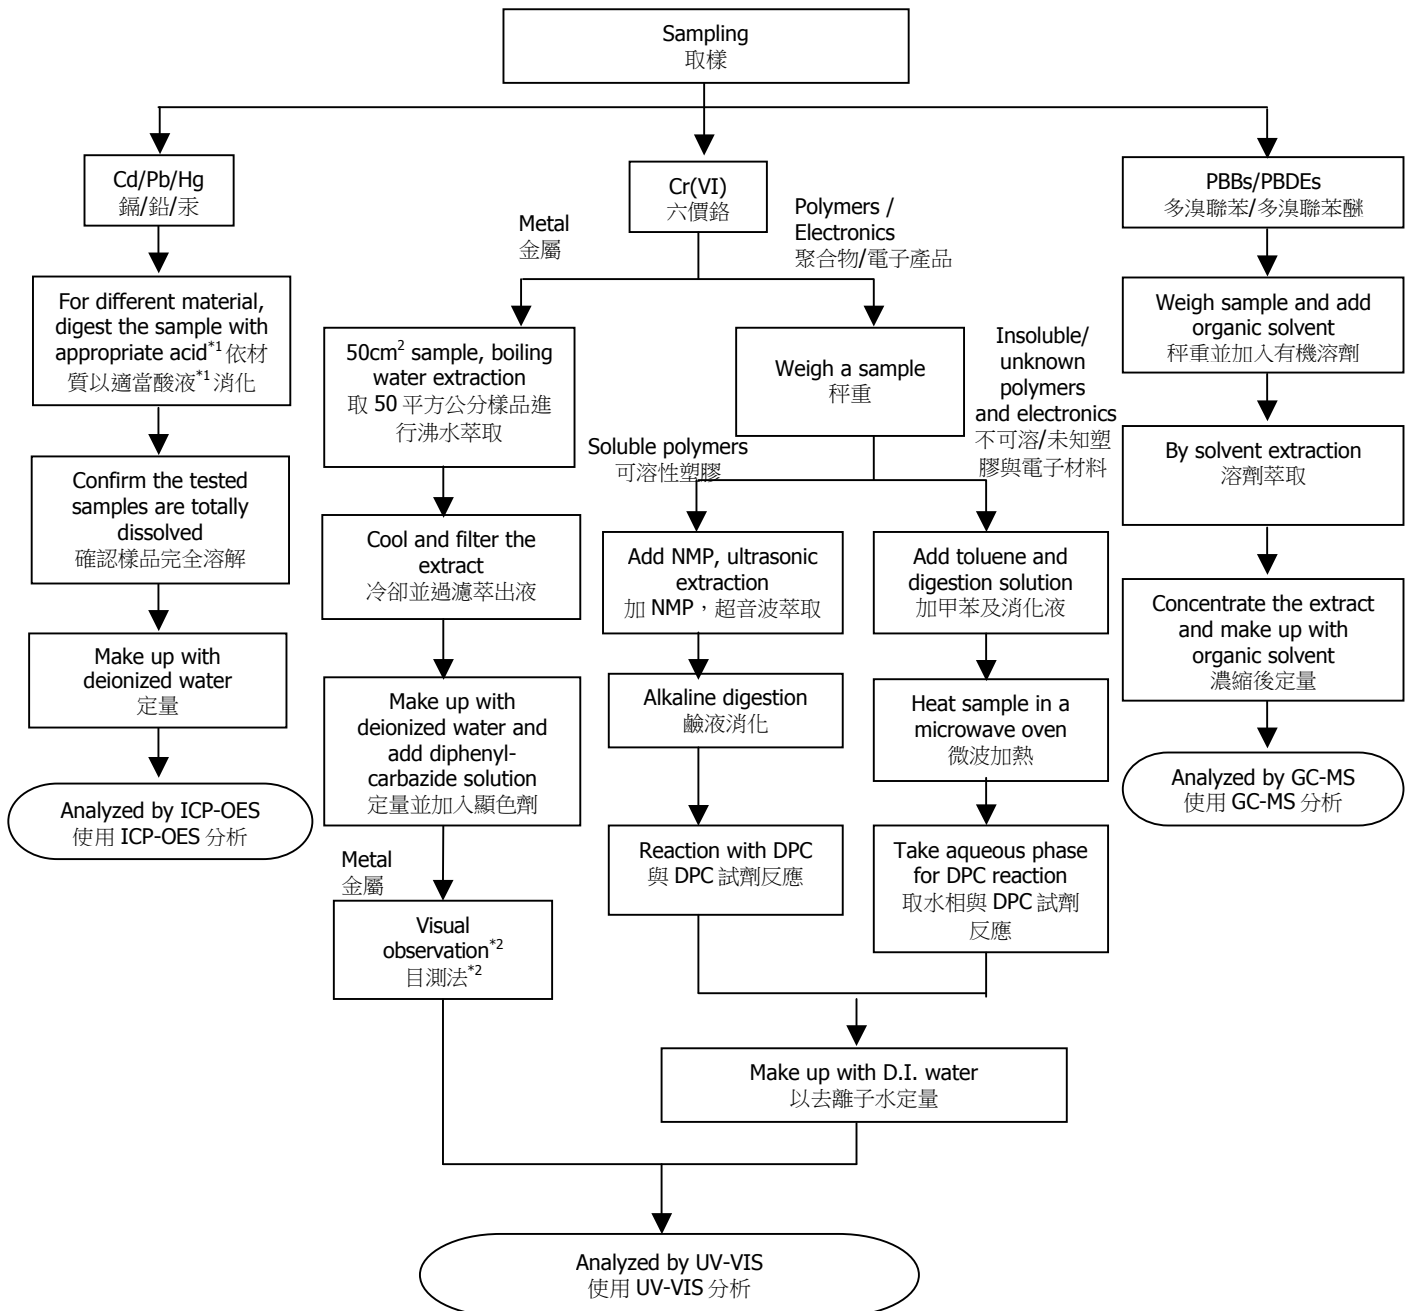 Sampling
取樣
Cd/Pb/Hg
鎘/鉛/汞
For different material,
digest the sample with
appropriate acid*1 依材
質以適當酸液*1 消化
Confirm the tested
samples are totally
dissolved
確認樣品完全溶解
Make up with
deionized water
定量
Analyzed by ICP-OES
使用 ICP-OES 分析
Cr(VI)
六價鉻
Metal
金屬
Polymers /
Electronics
聚合物/電子產品
50cm2 sample, boiling
water extraction
取 50 平方公分樣品進
行沸水萃取
Cool and filter the
extract
冷卻並過濾萃出液
Make up with
deionized water and
add diphenyl-
carbazide solution
定量並加入顯色劑
Metal
金屬
Visual
observation*2
目測法*2
Weigh a sample
秤重
Soluble polymers
可溶性塑膠
Insoluble/
unknown
polymers
and electronics
不可溶/未知塑
膠與電子材料
Add NMP, ultrasonic
extraction
加 NMP，超音波萃取
Alkaline digestion
鹼液消化
Reaction with DPC
與 DPC 試劑反應
Add toluene and
digestion solution
加甲苯及消化液
Heat sample in a
microwave oven
微波加熱
Take aqueous phase
for DPC reaction
取水相與 DPC 試劑
反應
Make up with D.I. water
以去離子水定量
Analyzed by UV-VIS
使用 UV-VIS 分析
PBBs/PBDEs
多溴聯苯/多溴聯苯醚
Weigh sample and add
organic solvent
秤重並加入有機溶劑
By solvent extraction
溶劑萃取
Concentrate the extract
and make up with
organic solvent
濃縮後定量
Analyzed by GC-MS
使用 GC-MS 分析